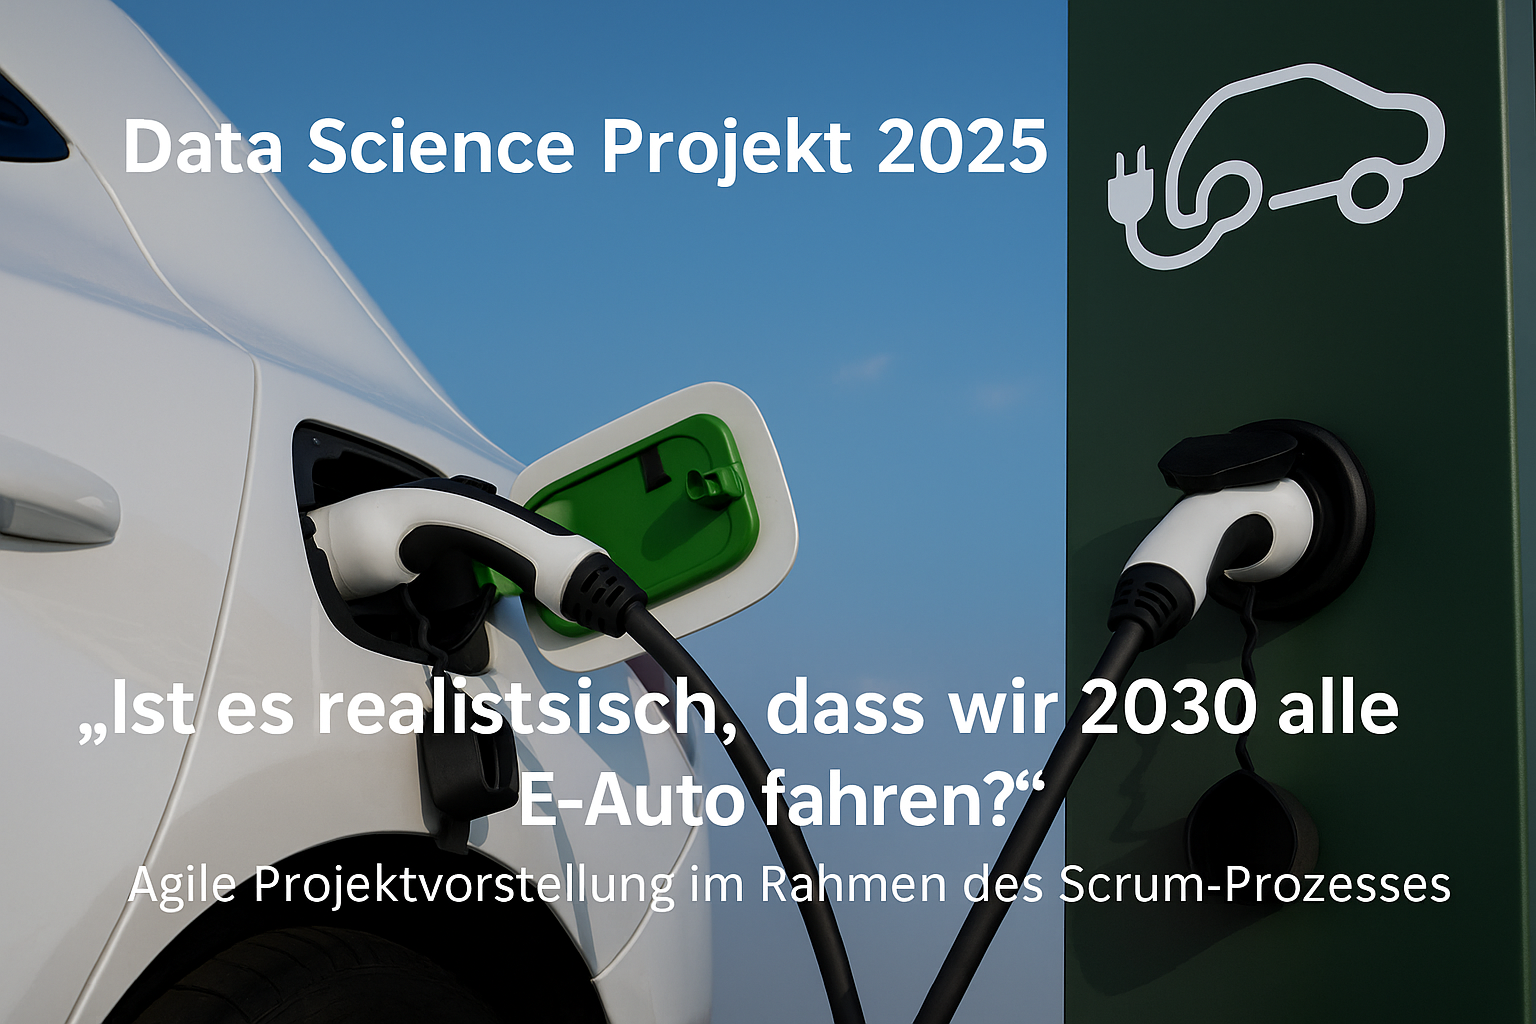 Data Science Projekt 2025
„Ist es realistsisch, dass wir 2030 alle
E-Auto fahren?“
Agile Projektvorstellung im Rahmen des Scrum-Prozesses